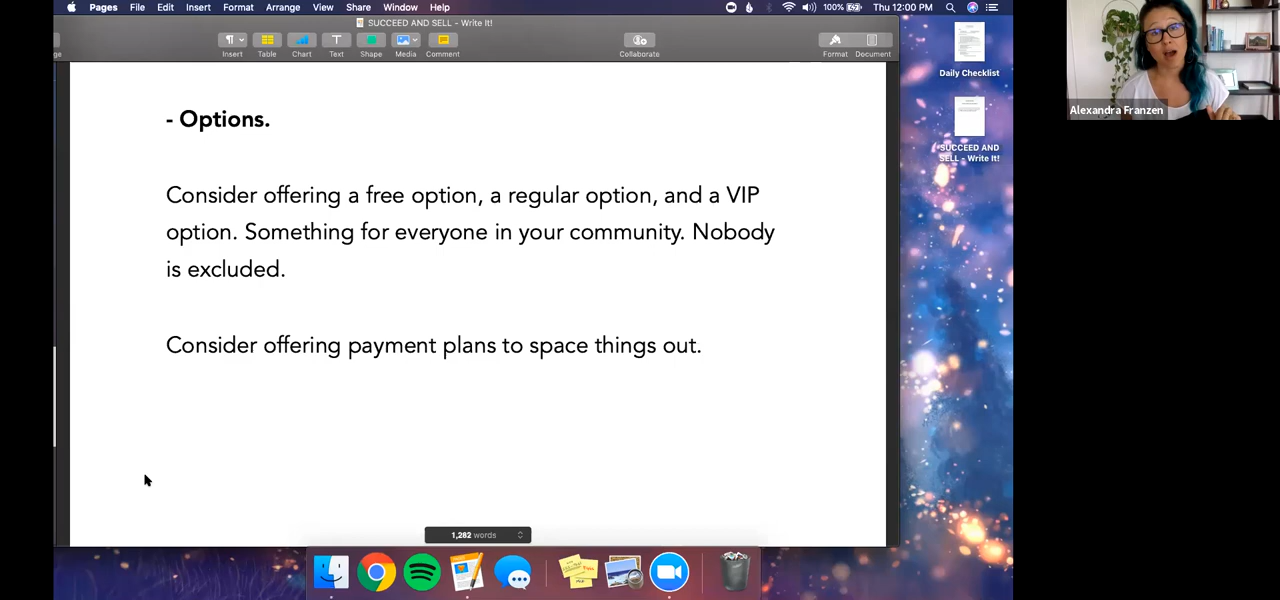 Pages File Edit Insert Format Arrange View Share Window Help 100% Thu 12:00 PM
SUCCEED AND SELL - Write It!
Insert Table Chart Text Shape Media Comment Collaborate Format Document
- Options.
Consider offering a free option, a regular option, and a VIP
option. Something for everyone in your community. Nobody
is excluded.
Consider offering payment plans to space things out.
1,282 words
Daily Checklist
SUCCEED AND
SELL - Write It!
Alexandra Franzen